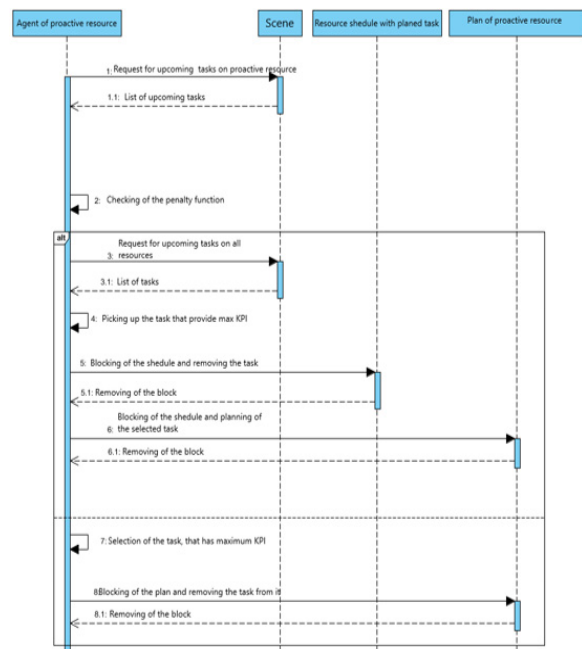 Agent of proactive resource
Scene
Resource shedule with planed task
Plan of proactive resource
1: Request for upcoming tasks on proactive resource
1.1: List of upcoming tasks
2: Checking of the penalty function
alt
Request for upcoming tasks on all
3: resources
3.1: List of tasks
4: Picking up the task that provide max KPI
5: Blocking of the shedule and removing the task
5.1: Removing of the block
Blocking of the shedule and planning of
6: the selected task
6.1: Removing of the block
7: Selection of the task, that has maximum KPI
8: Blocking of the plan and removing the task from it
8.1: Removing of the block